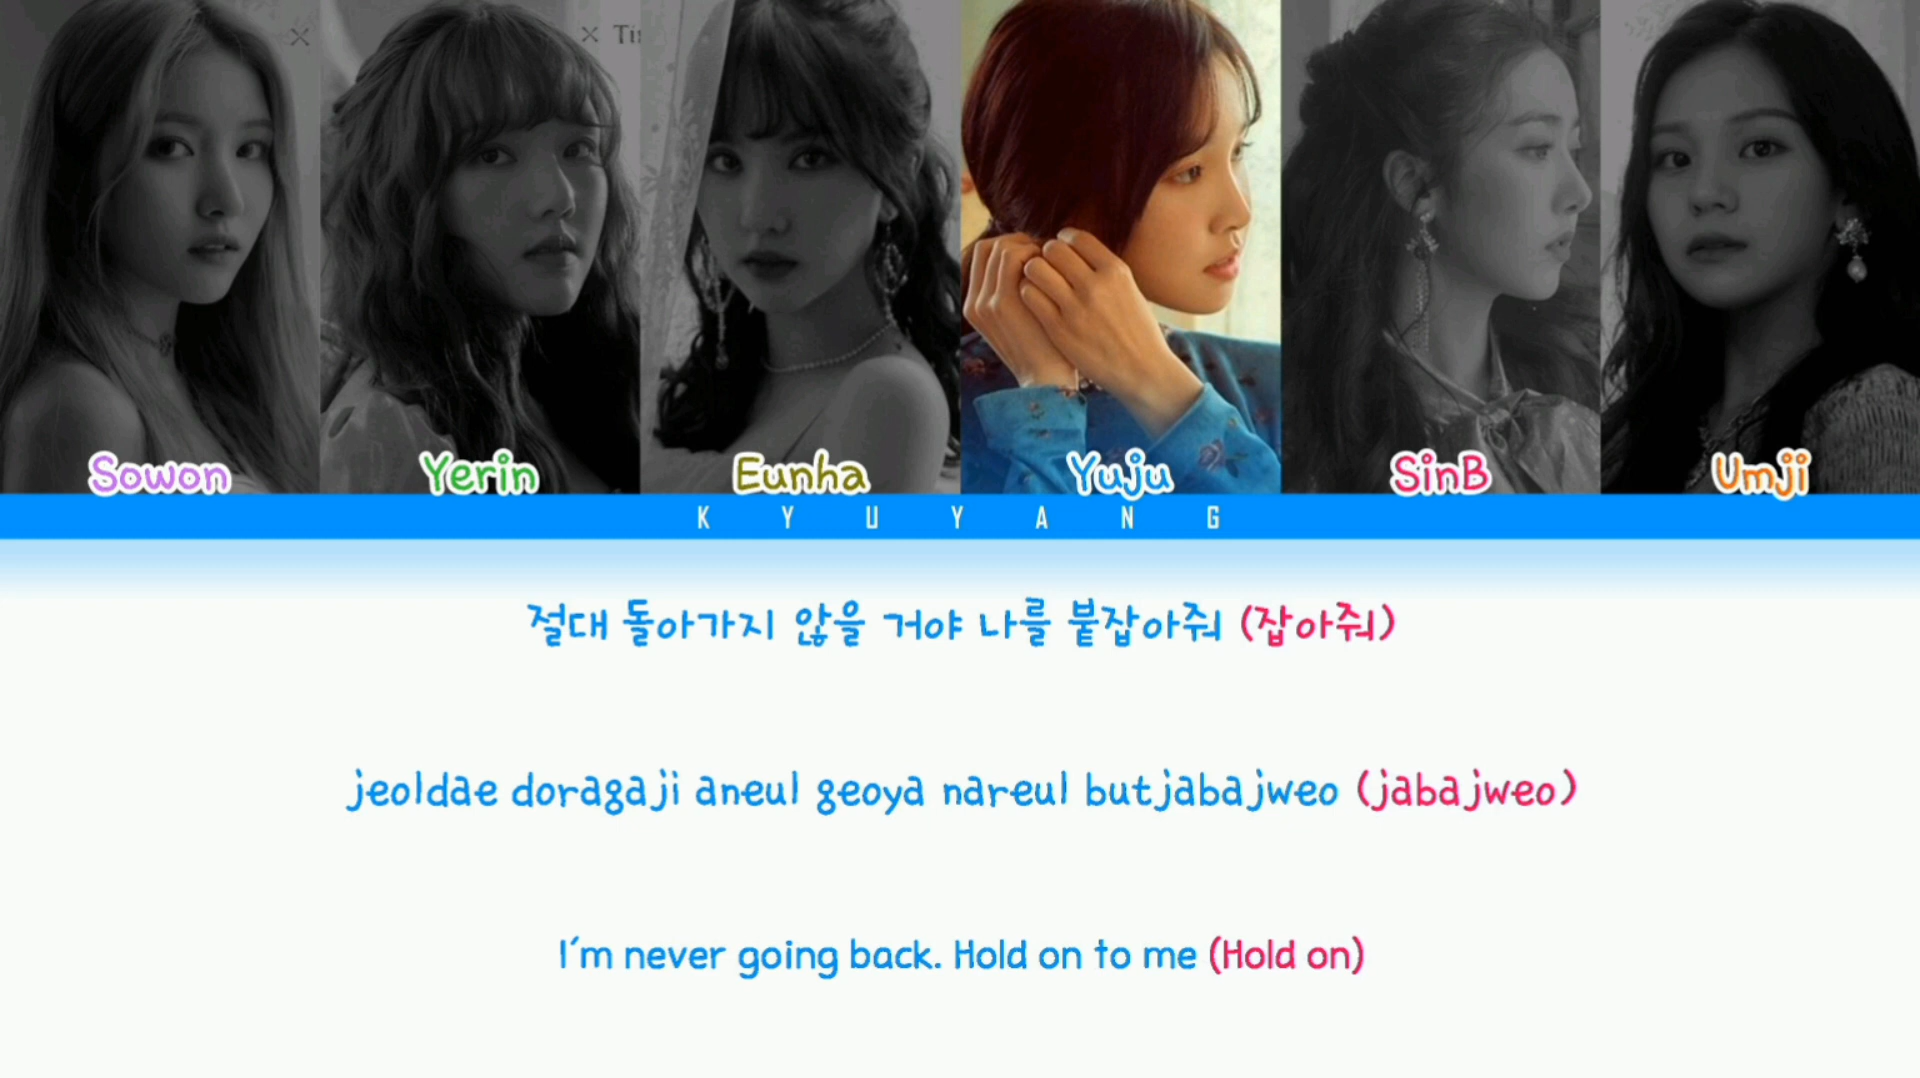 × × Ti
Sowon Yerin Eunha Yuju SinB Umji
KYUYANG
절대 돌아가지 않을 거야 나를 붙잡아줘 (잡아줘)
jeoldae doragaji aneul geoya nareul butjabajweo (jabajweo)
I'm never going back. Hold on to me (Hold on)